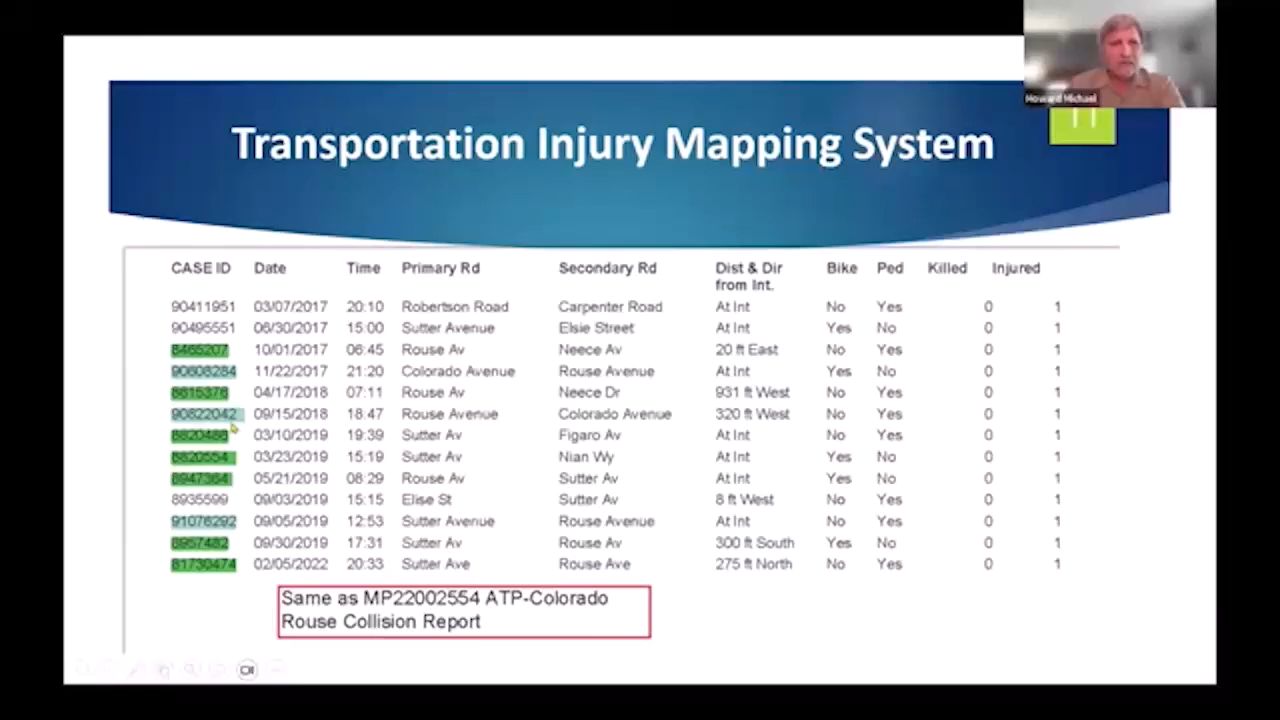 Howard Michael
11
Transportation Injury Mapping System
CASE ID Date Time Primary Rd Secondary Rd Dist & Dir from Int. Bike Ped Killed Injured
90411951 03/07/2017 20:10 Robertson Road Carpenter Road At Int No Yes 0 1
90495551 06/30/2017 15:00 Sutter Avenue Elsie Street At Int Yes No 0 1
8465207 10/01/2017 06:45 Rouse Av Neece Av 20 ft East No Yes 0 1
90608284 11/22/2017 21:20 Colorado Avenue Rouse Avenue At Int Yes No 0 1
8615376 04/17/2018 07:11 Rouse Av Neece Dr 931 ft West No Yes 0 1
90822042 09/15/2018 18:47 Rouse Avenue Colorado Avenue 320 ft West No Yes 0 1
8820486 03/10/2019 19:39 Sutter Av Figaro Av At Int No Yes 0 1
8820554 03/23/2019 15:19 Sutter Av Nian Wy At Int Yes No 0 1
8947364 05/21/2019 08:29 Rouse Av Sutter Av At Int Yes No 0 1
8935599 09/03/2019 15:15 Elise St Sutter Av 8 ft West No Yes 0 1
91076292 09/05/2019 12:53 Sutter Avenue Rouse Avenue At Int No Yes 0 1
8957482 09/30/2019 17:31 Sutter Av Rouse Av 300 ft South Yes No 0 1
81730474 02/05/2022 20:33 Sutter Ave Rouse Ave 275 ft North No Yes 0 1
Same as MP22002554 ATP-Colorado
Rouse Collision Report